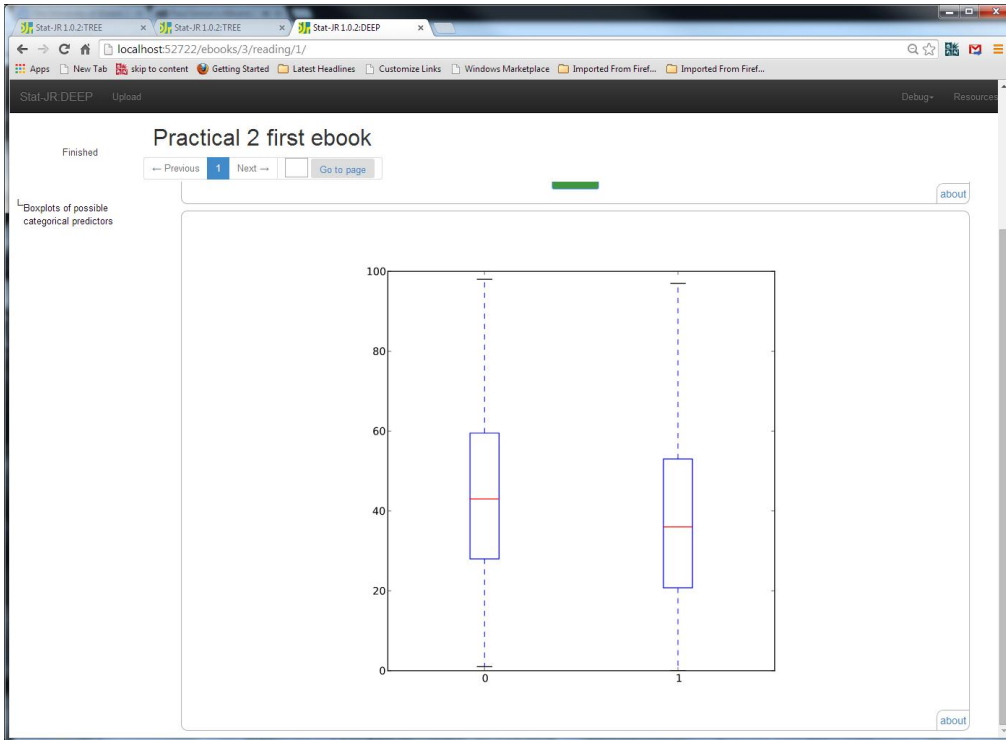 Stat-JR 1.0.2:TREE
Stat-JR 1.0.2:TREE
Stat-JR 1.0.2:DEEP
localhost:52722/ebooks/3/reading/1/
Apps New Tab skip to content Getting Started Latest Headlines Customize Links Windows Marketplace Imported From Firef... Imported From Firef...
Stat-JR:DEEP Upload Debug Resources
Finished
Practical 2 first ebook
← Previous 1 Next → Go to page
about
Boxplots of possible
categorical predictors
100
80
60
40
20
0
0 1
about